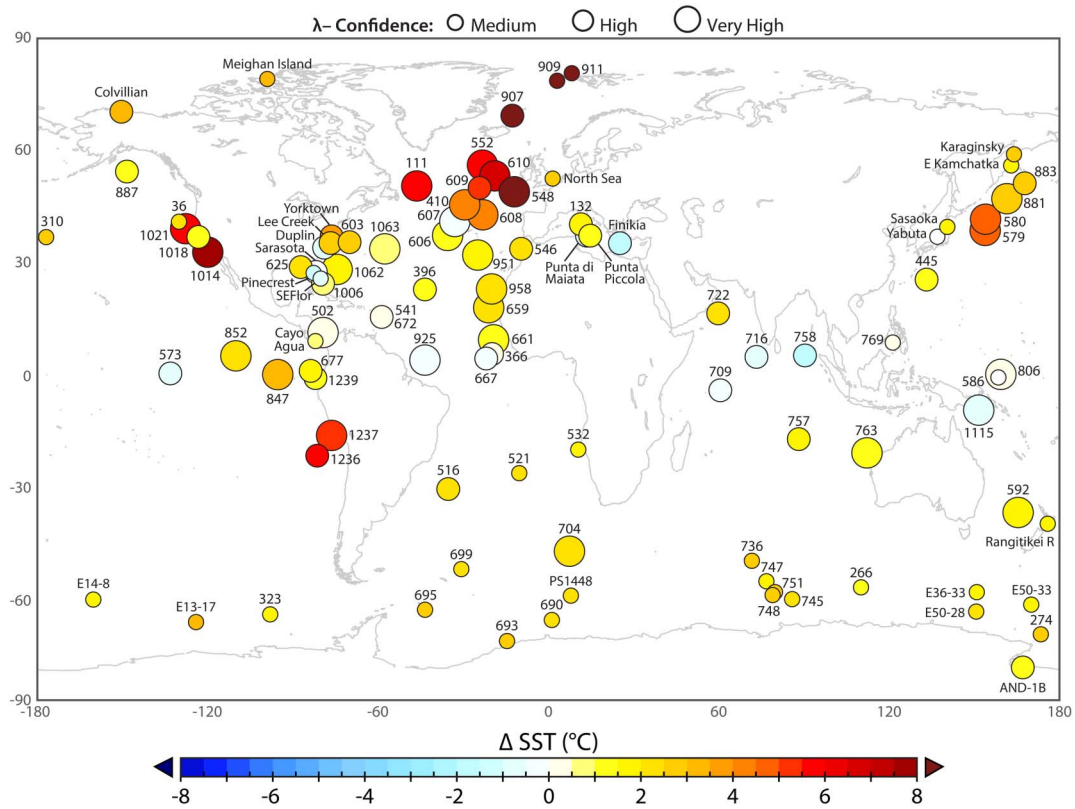 λ– Confidence: Medium High Very High
90
Meighan Island
909
911
Colvillian
907
60
552
Karaginsky
111
610
E Kamchatka
887
609
North Sea
883
410
548
881
36
Yorktown
607
132
Sasaoka
310
Lee Creek
603
1063
608
Finikia
Yabuta
580
1021
Duplin
606
579
1018
Sarasota
546
30
1014
625
951
Punta di
Maiata
Punta
Piccola
445
Pinecrest
1062
396
SEFlor
1006
958
722
502
541
672
659
852
Cayo
Agua
661
716
758
769
573
677
925
366
806
0
667
709
586
847
1239
1115
1237
757
763
1236
532
-30
516
521
592
704
Rangitikei R
736
699
747
E14-8
PS1448
751
266
E36-33
E50-33
-60
E13-17
323
695
690
748
745
E50-28
274
693
AND-1B
-90
-180 -120 -60 0 60 120 180
Δ SST (°C)
-8 -6 -4 -2 0 2 4 6 8